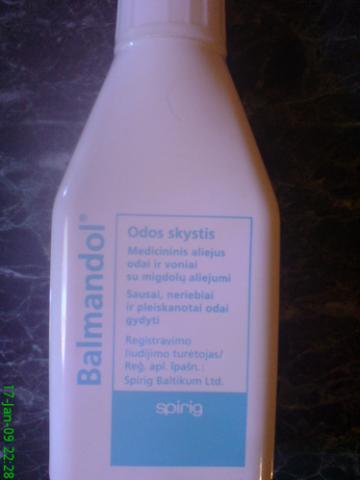 Balmandol®
Odos skystis
Medicininis aliejus
odai ir voniai
su migdolų aliejumi
Sausai, neriebiai
ir pleiskanotai odai
gydyti
Registravimo
liudijimo turėtojas/
Reģ. apl. īpašn.:
Spirig Baltikum Ltd.
spirig
17-Jan-09 22:28